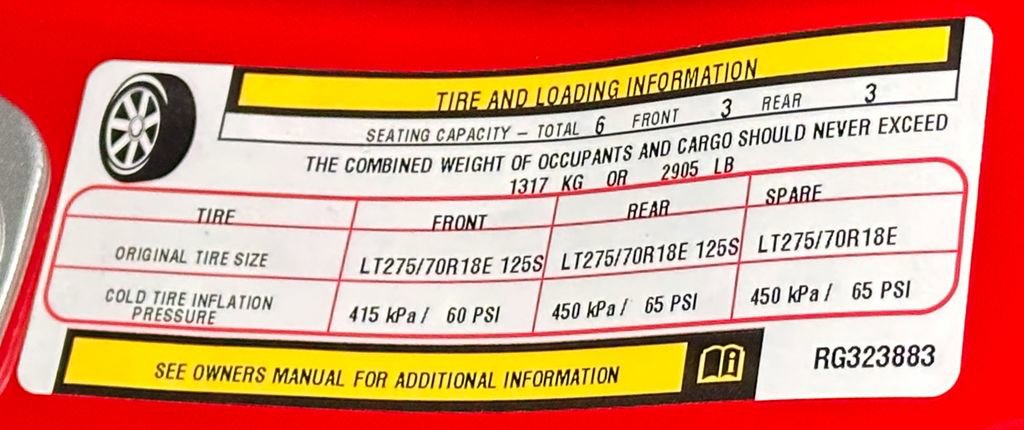 TIRE AND LOADING INFORMATION
SEATING CAPACITY - TOTAL 6 FRONT 3 REAR 3
THE COMBINED WEIGHT OF OCCUPANTS AND CARGO SHOULD NEVER EXCEED
1317 KG OR 2905 LB
TIRE FRONT REAR SPARE
ORIGINAL TIRE SIZE LT275/70R18E 125S LT275/70R18E 125S LT275/70R18E
COLD TIRE INFLATION PRESSURE 415 kPa / 60 PSI 450 kPa / 65 PSI 450 kPa / 65 PSI
SEE OWNERS MANUAL FOR ADDITIONAL INFORMATION
RG323883